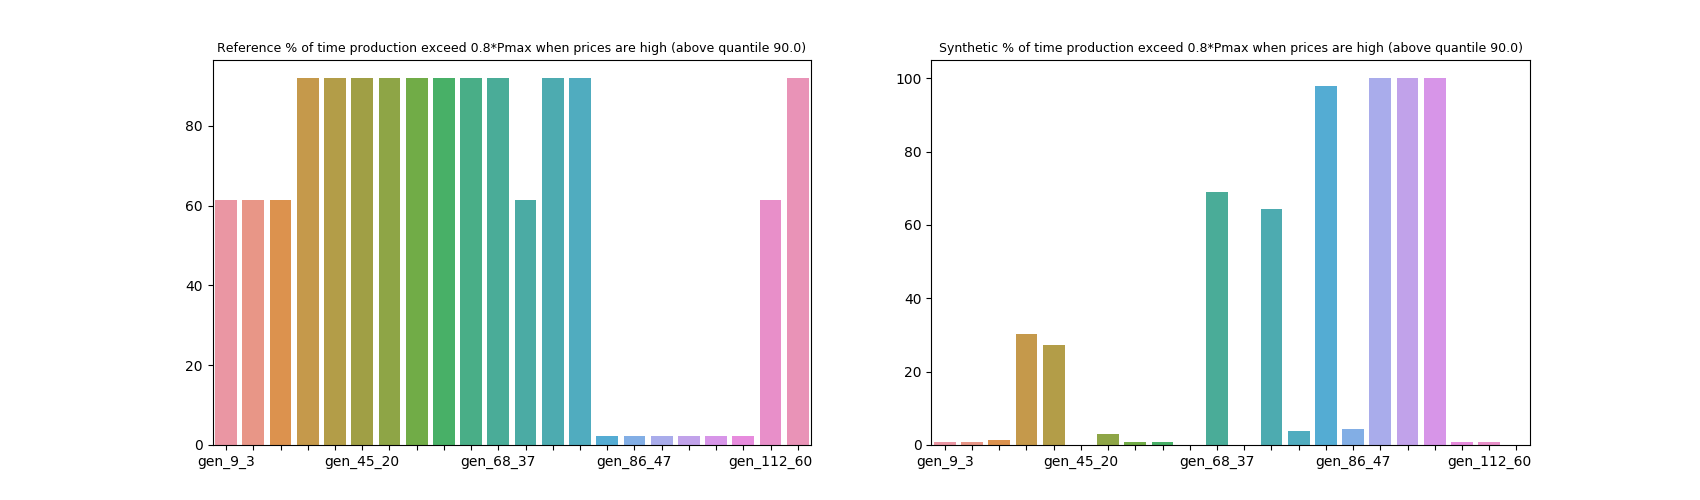 Reference % of time production exceed 0.8*Pmax when prices are high (above quantile 90.0)
80
60
40
20
0
gen_9_3 gen_45_20 gen_68_37 gen_86_47 gen_112_60
Synthetic % of time production exceed 0.8*Pmax when prices are high (above quantile 90.0)
100
80
60
40
20
0
gen_9_3 gen_45_20 gen_68_37 gen_86_47 gen_112_60